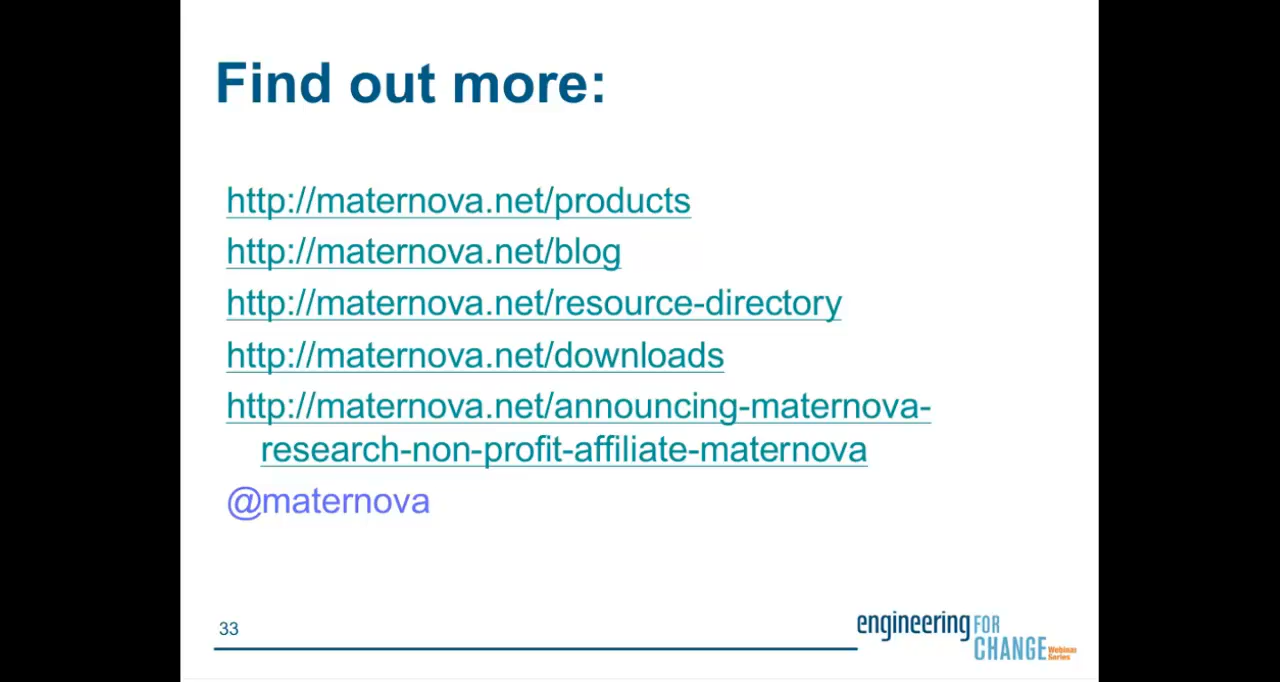 Find out more:
http://maternova.net/products
http://maternova.net/blog
http://maternova.net/resource-directory
http://maternova.net/downloads
http://maternova.net/announcing-maternova-
research-non-profit-affiliate-maternova
@maternova
33
engineering FOR
CHANGE Webinar
Series